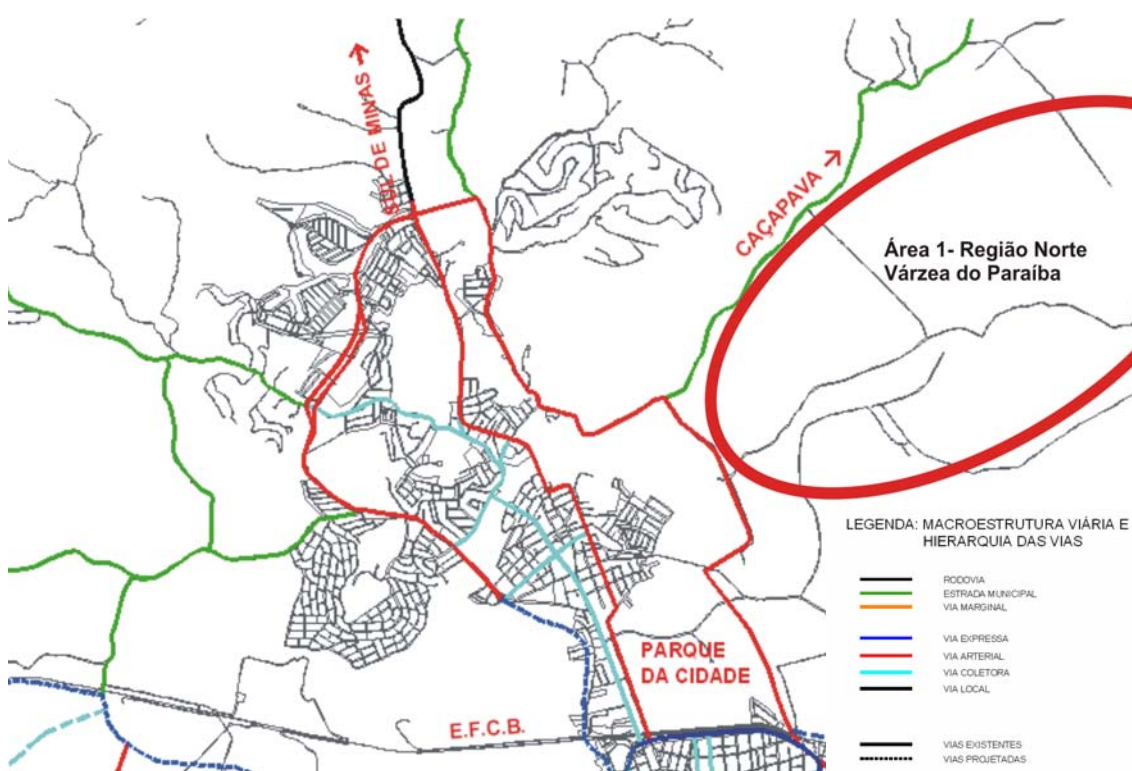 SUL DE MINAS
CAÇAPAVA
Área 1- Região Norte
Várzea do Paraíba
PARQUE
DA CIDADE
E.F.C.B.
LEGENDA: MACROESTRUTURA VIÁRIA E
HIERARQUIA DAS VIAS
RODOVIA
ESTRADA MUNICIPAL
VIA MARGINAL
VIA EXPRESSA
VIA ARTERIAL
VIA COLETORA
VIA LOCAL
VIAS EXISTENTES
VIAS PROJETADAS